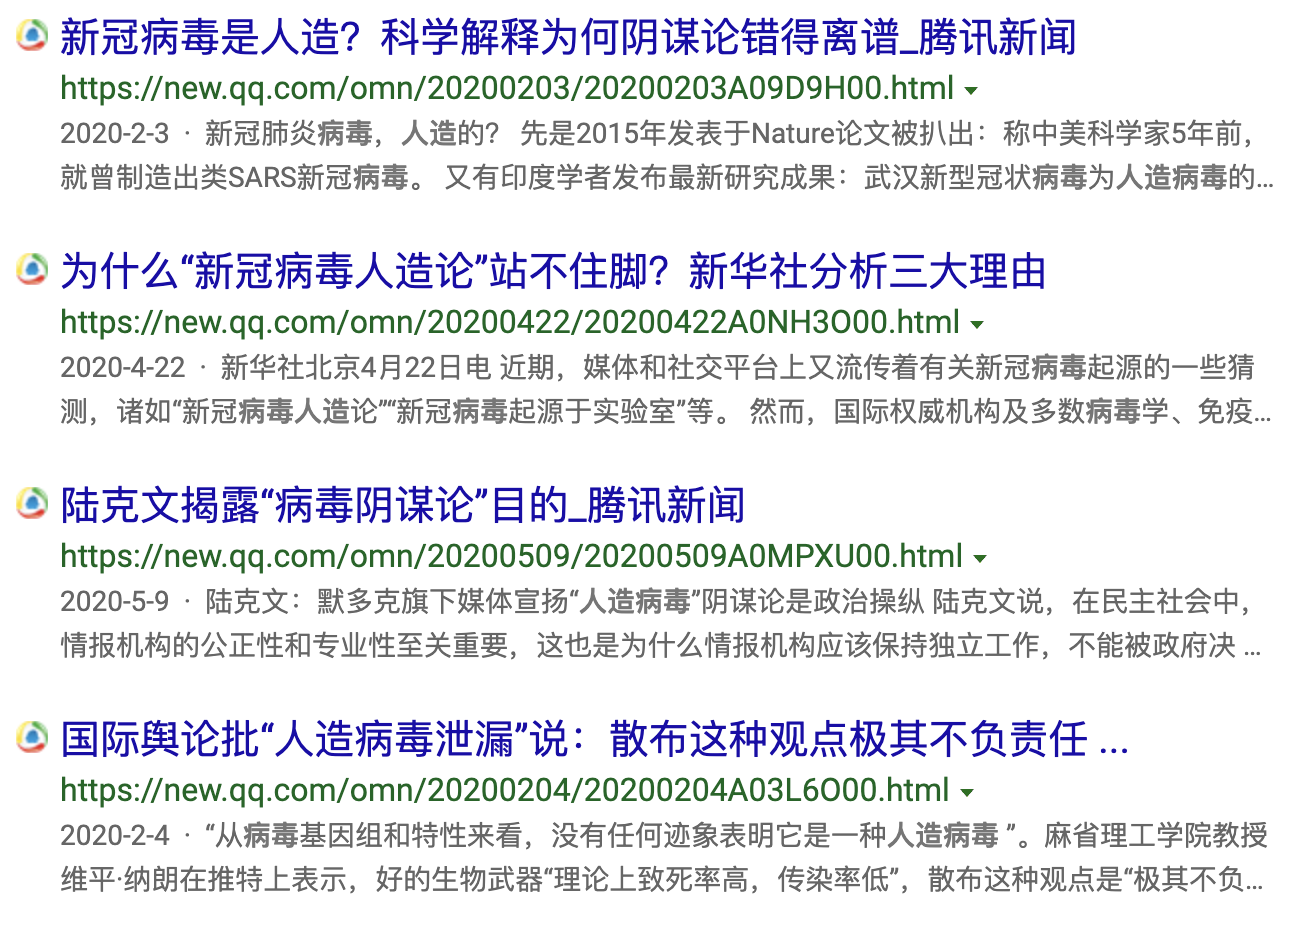 新冠病毒是人造？科学解释为何阴谋论错得离谱_腾讯新闻
https://new.qq.com/omn/20200203/20200203A09D9H00.html
2020-2-3 · 新冠肺炎病毒，人造的？ 先是2015年发表于Nature论文被扒出：称中美科学家5年前，
就曾制造出类SARS新冠病毒。 又有印度学者发布最新研究成果：武汉新型冠状病毒为人造病毒的...
为什么“新冠病毒人造论”站不住脚？新华社分析三大理由
https://new.qq.com/omn/20200422/20200422A0NH3O00.html
2020-4-22 · 新华社北京4月22日电 近期，媒体和社交平台上又流传着有关新冠病毒起源的一些猜
测，诸如“新冠病毒人造论”“新冠病毒起源于实验室”等。 然而，国际权威机构及多数病毒学、免疫...
陆克文揭露“病毒阴谋论”目的_腾讯新闻
https://new.qq.com/omn/20200509/20200509A0MPXU00.html
2020-5-9 · 陆克文：默多克旗下媒体宣扬“人造病毒”阴谋论是政治操纵 陆克文说，在民主社会中，
情报机构的公正性和专业性至关重要，这也是为什么情报机构应该保持独立工作，不能被政府决 ...
国际舆论批“人造病毒泄漏”说：散布这种观点极其不负责任 ...
https://new.qq.com/omn/20200204/20200204A03L6O00.html
2020-2-4 · “从病毒基因组和特性来看，没有任何迹象表明它是一种人造病毒 ”。麻省理工学院教授
维平·纳朗在推特上表示，好的生物武器“理论上致死率高，传染率低”，散布这种观点是“极其不负...